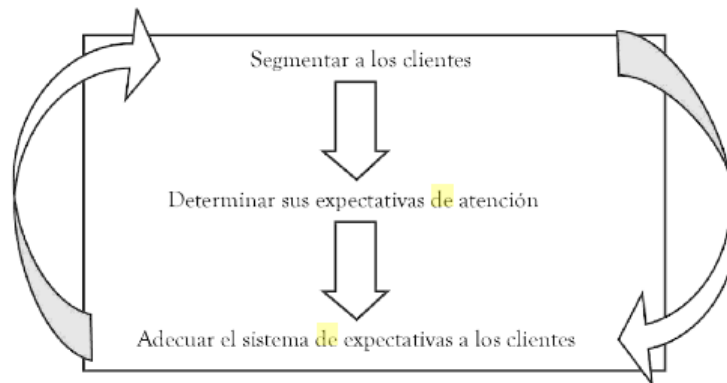 Segmentar a los clientes
Determinar sus expectativas de atención
Adecuar el sistema de expectativas a los clientes